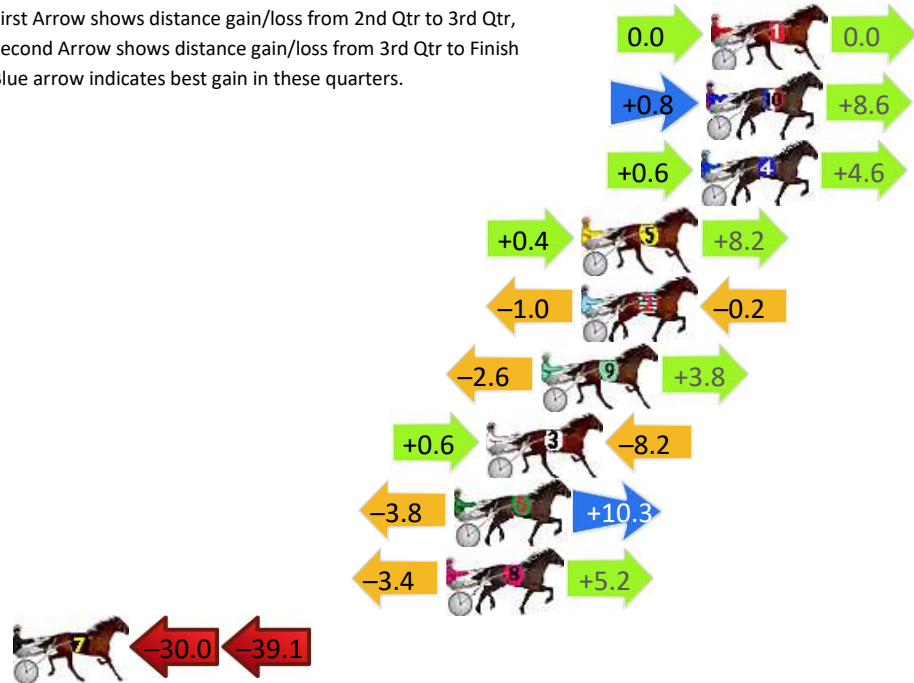 irst Arrow shows distance gain/loss from 2nd Qtr to 3rd Qtr,
econd Arrow shows distance gain/loss from 3rd Qtr to Finish
Blue arrow indicates best gain in these quarters.
0.0 1 0.0
+0.8 10 +8.6
+0.6 4 +4.6
+0.4 5 +8.2
–1.0 2 –0.2
–2.6 9 +3.8
+0.6 3 –8.2
–3.8 6 +10.3
–3.4 8 +5.2
7 –30.0 –39.1